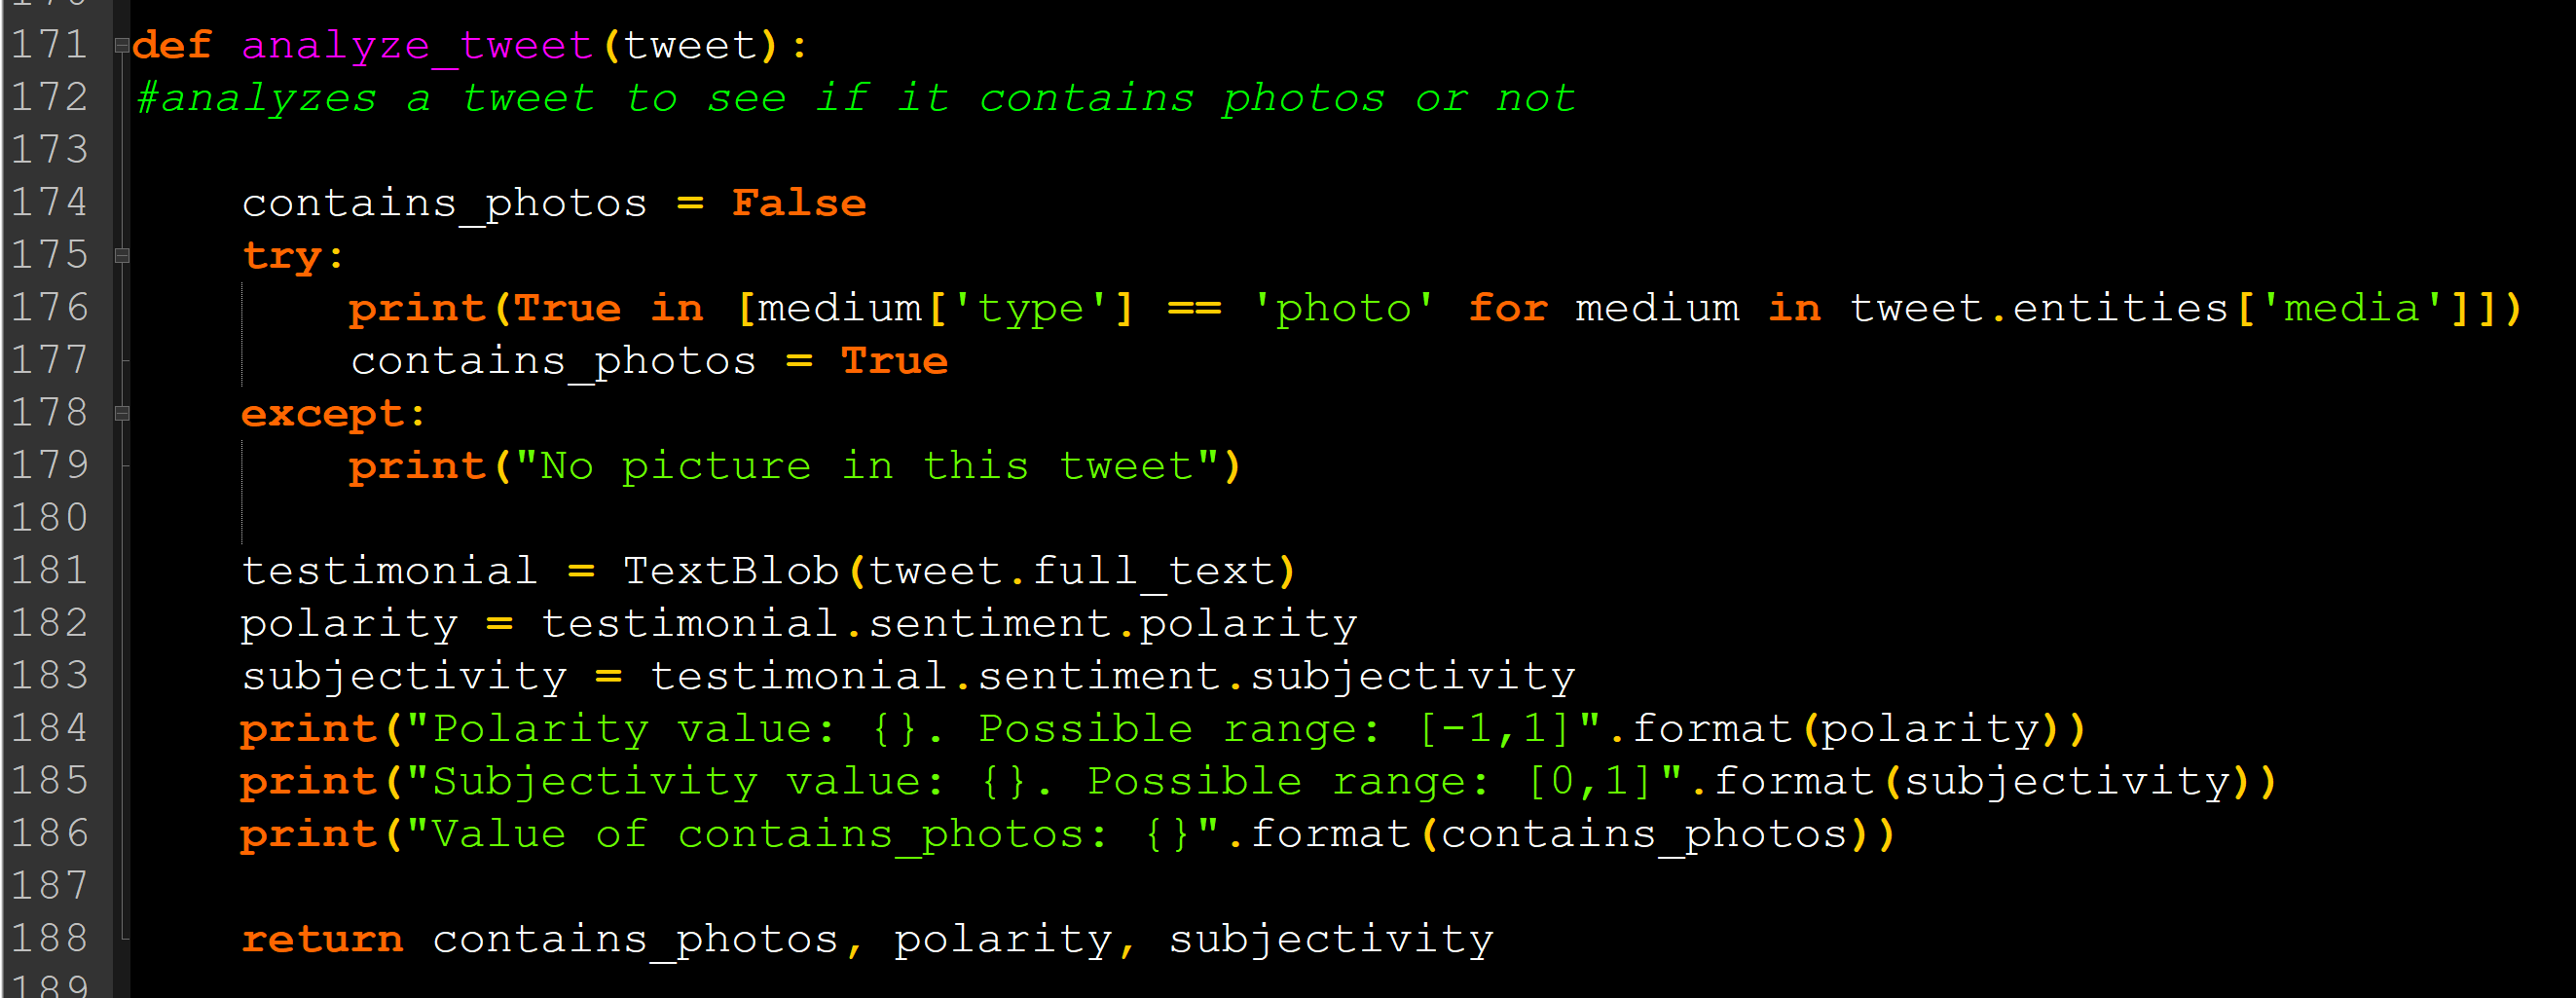 171 def analyze_tweet(tweet):
172 #analyzes a tweet to see if it contains photos or not
173
174     contains_photos = False
175     try:
176         print(True in [medium['type'] == 'photo' for medium in tweet.entities['media']])
177         contains_photos = True
178     except:
179         print("No picture in this tweet")
180
181     testimonial = TextBlob(tweet.full_text)
182     polarity = testimonial.sentiment.polarity
183     subjectivity = testimonial.sentiment.subjectivity
184     print("Polarity value: {}. Possible range: [-1,1]".format(polarity))
185     print("Subjectivity value: {}. Possible range: [0,1]".format(subjectivity))
186     print("Value of contains_photos: {}".format(contains_photos))
187
188     return contains_photos, polarity, subjectivity
189